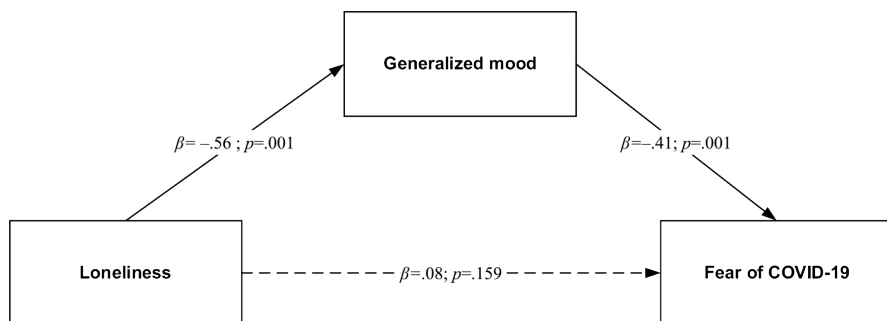 Generalized mood
β= –.56 ; p=.001
β=–.41; p=.001
Loneliness
β=.08; p=.159
Fear of COVID-19